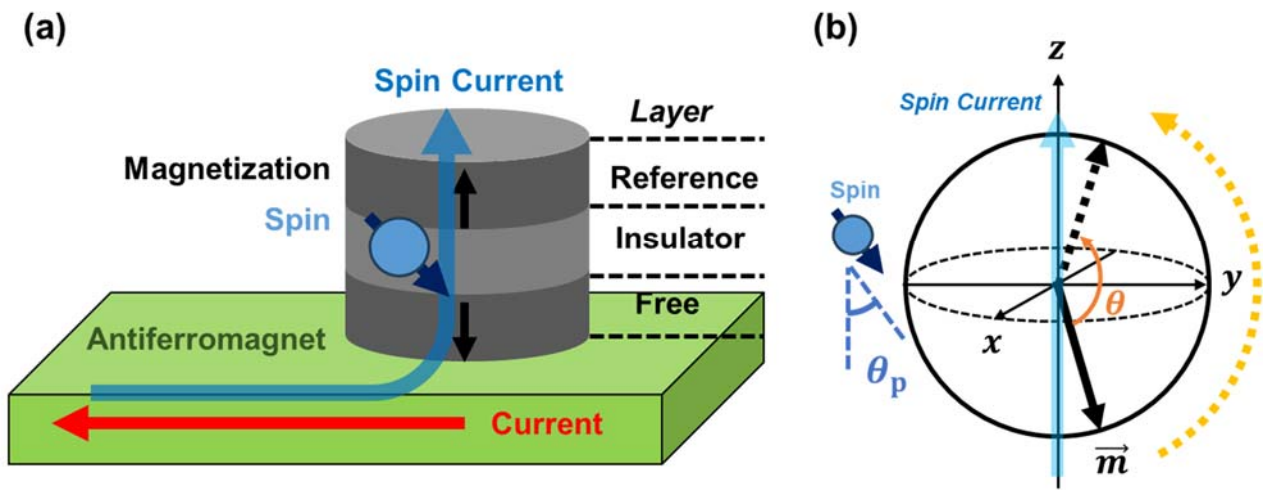 (a)
Spin Current
Layer
Magnetization
Reference
Spin
Insulator
Free
Antiferromagnet
Current
(b)
z
Spin Current
Spin
y
θ
x
θp
m